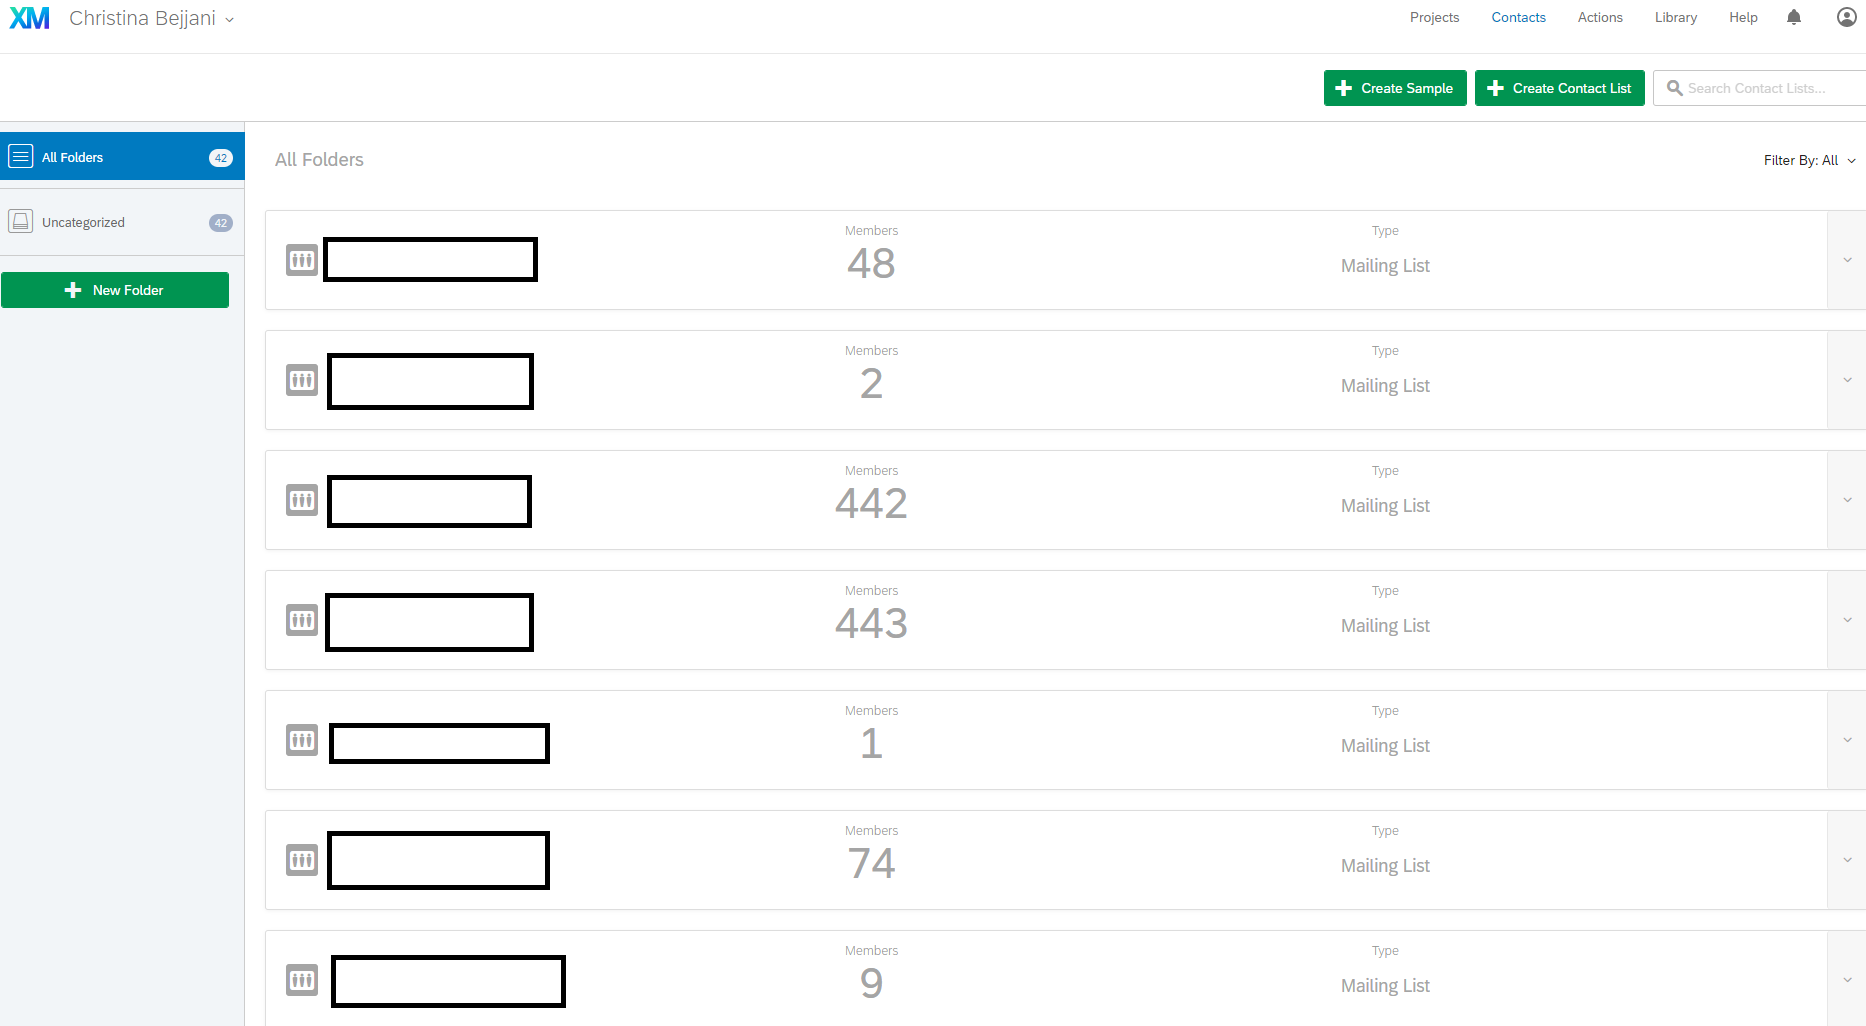 XM Christina Bejjani
Projects Contacts Actions Library Help
Create Sample Create Contact List Search Contact Lists...
All Folders 42
All Folders
Filter By: All
Uncategorized 42
New Folder
Members Type
48 Mailing List
Members Type
2 Mailing List
Members Type
442 Mailing List
Members Type
443 Mailing List
Members Type
1 Mailing List
Members Type
74 Mailing List
Members Type
9 Mailing List